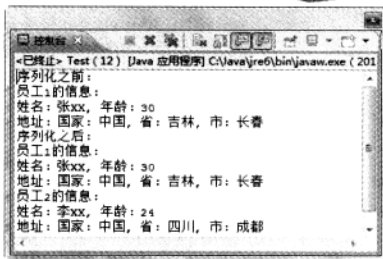 控制台
<已终止> Test (12) [Java 应用程序] C:\Java\jre6\bin\javaw.exe ( 201
序列化之前：
员工1的信息：
姓名：张XX，年龄：30
地址：国家：中国，省：吉林，市：长春
序列化之后：
员工1的信息：
姓名：张XX，年龄：30
地址：国家：中国，省：吉林，市：长春
员工2的信息：
姓名：李XX，年龄：24
地址：国家：中国，省：四川，市：成都